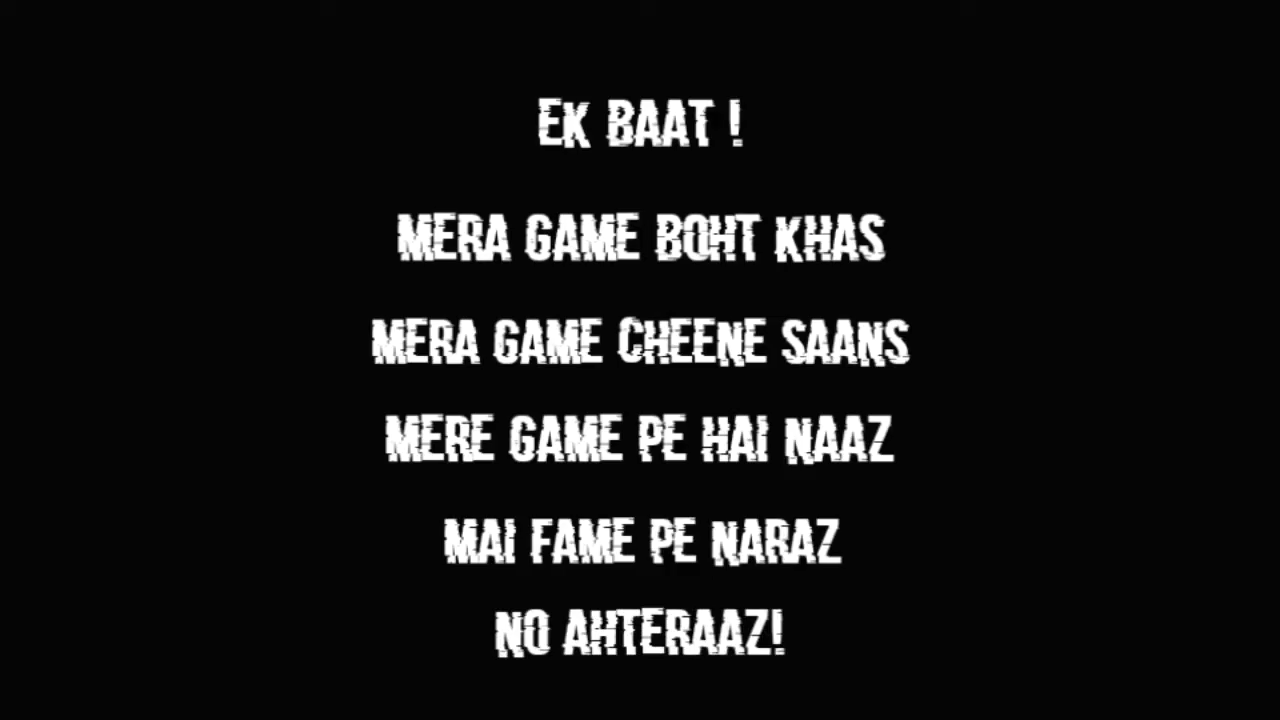 EK BAAT !
MERA GAME BOHT KHAS
MERA GAME CHEENE SAANS
MERE GAME PE HAI NAAZ
MAI FAME PE NARAZ
NO AHTERAAZ!